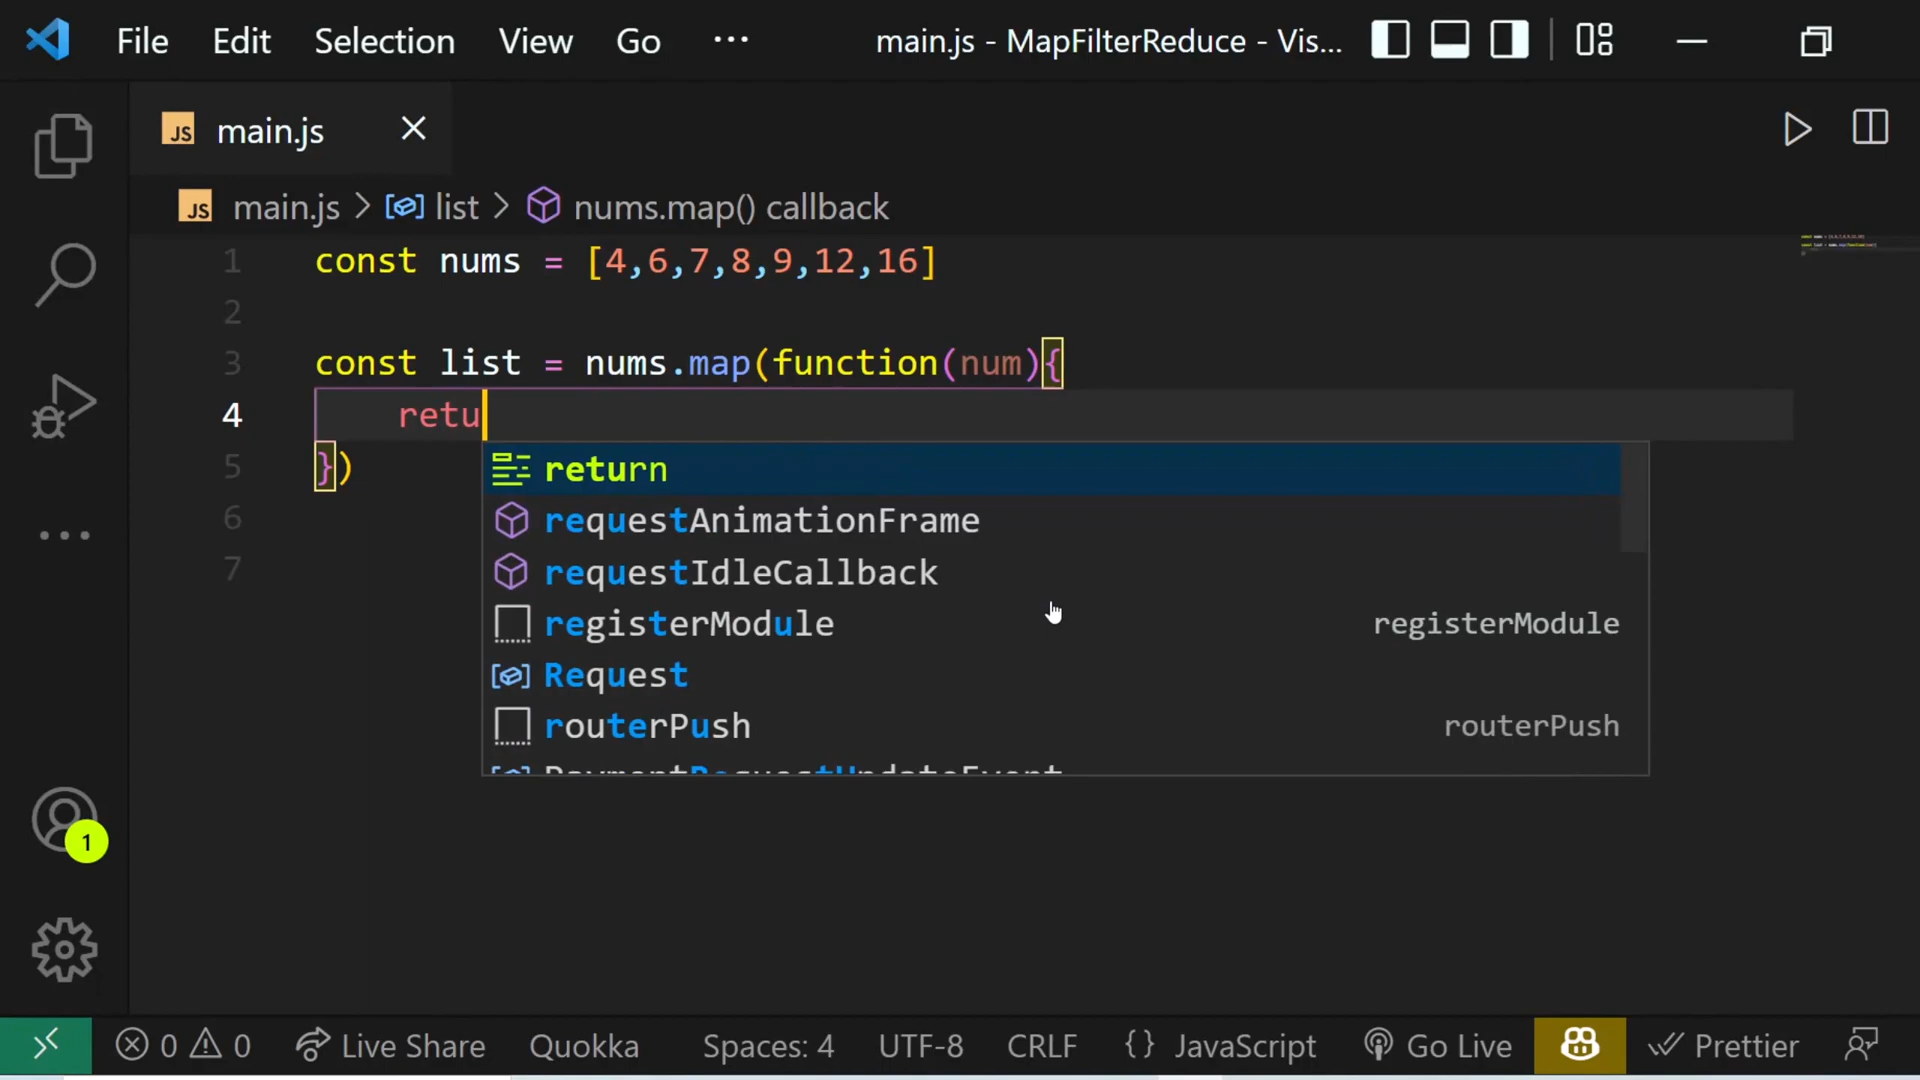 File Edit Selection View Go ··· main.js - MapFilterReduce - Vis...
JS main.js
JS main.js > list > nums.map() callback
1 const nums = [4,6,7,8,9,12,16]
2
3 const list = nums.map(function(num){
4 retu
5 })
6
7
return
requestAnimationFrame
requestIdleCallback
registerModule registerModule
Request
routerPush routerPush
PaymentRequestUpdateEvent
1
0 0 Live Share Quokka Spaces: 4 UTF-8 CRLF {} JavaScript Go Live Prettier